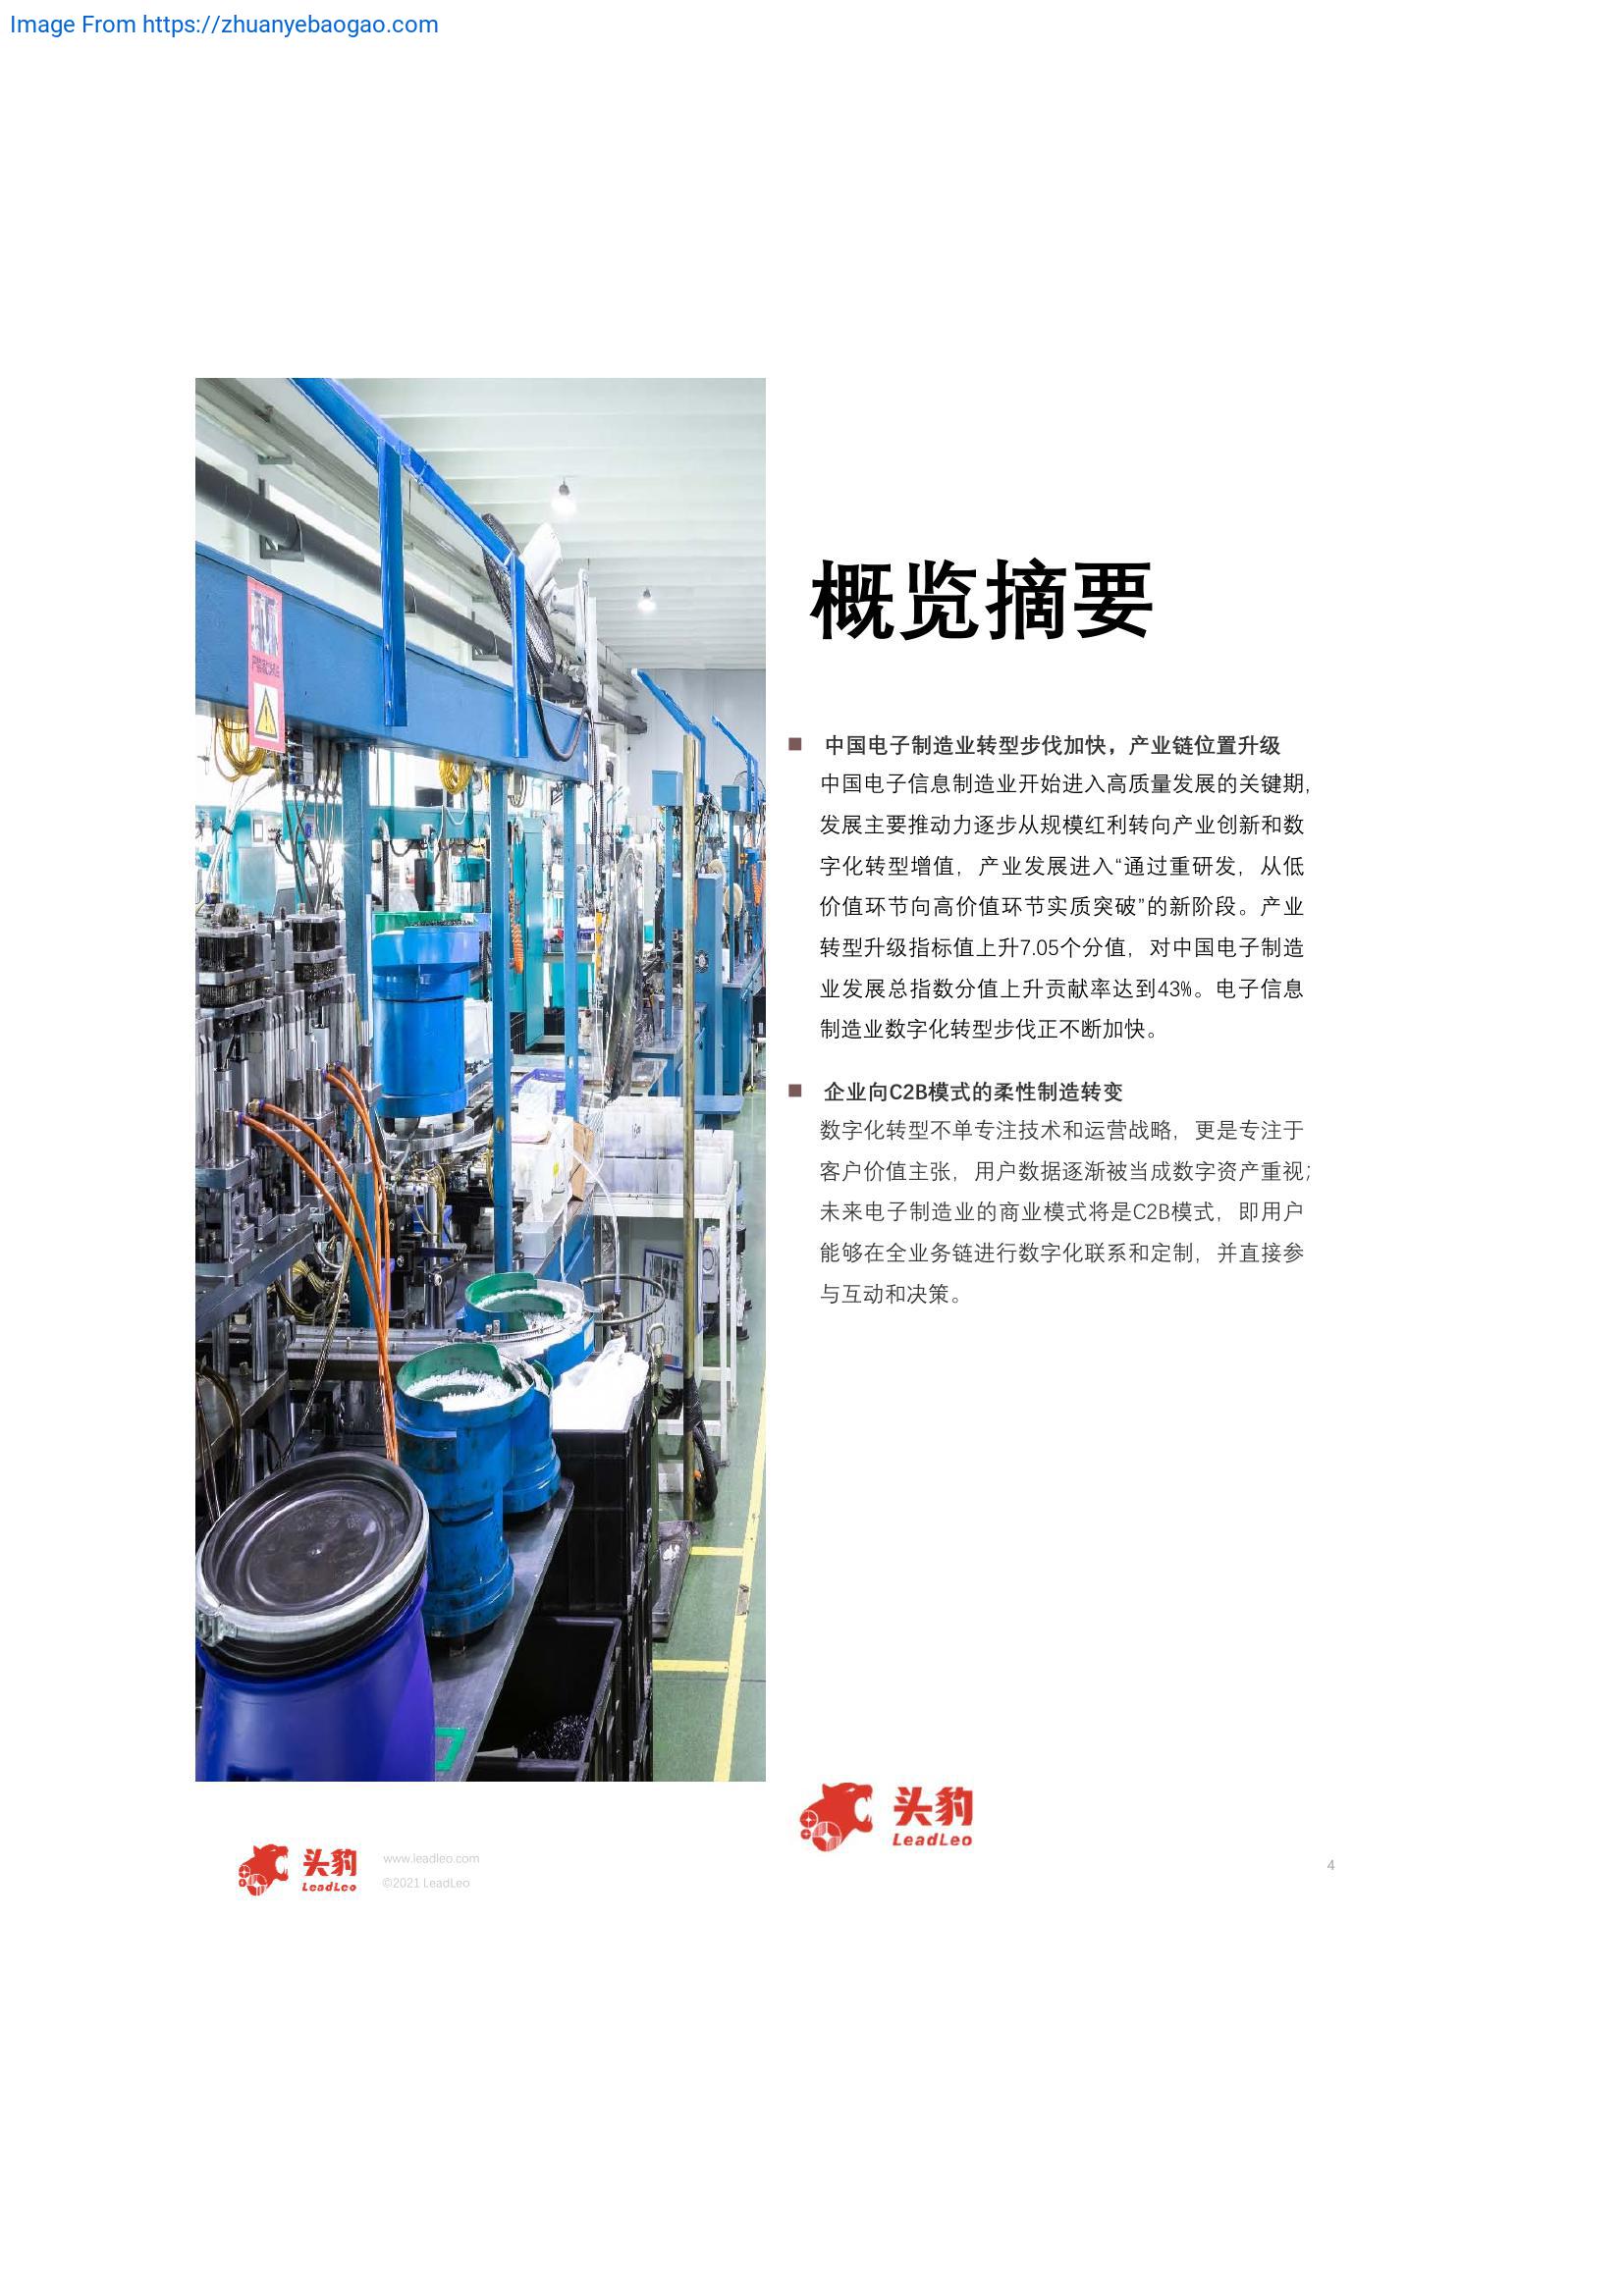 Image From https://zhuanyebaogao.com
概览摘要
■ 中国电子制造业转型步伐加快，产业链位置升级
中国电子信息制造业开始进入高质量发展的关键期，
发展主要推动力逐步从规模红利转向产业创新和数
字化转型增值，产业发展进入“通过重研发，从低
价值环节向高价值环节实质突破”的新阶段。产业
转型升级指标值上升7.05个分值，对中国电子制造
业发展总指数分值上升贡献率达到43%。电子信息
制造业数字化转型步伐正不断加快。
■ 企业向C2B模式的柔性制造转变
数字化转型不单专注技术和运营战略，更是专注于
客户价值主张，用户数据逐渐被当成数字资产重视；
未来电子制造业的商业模式将是C2B模式，即用户
能够在全业务链进行数字化联系和定制，并直接参
与互动和决策。
头豹
LeadLeo
头豹
LeadLeo
www.leadleo.com
©2021 LeadLeo
4